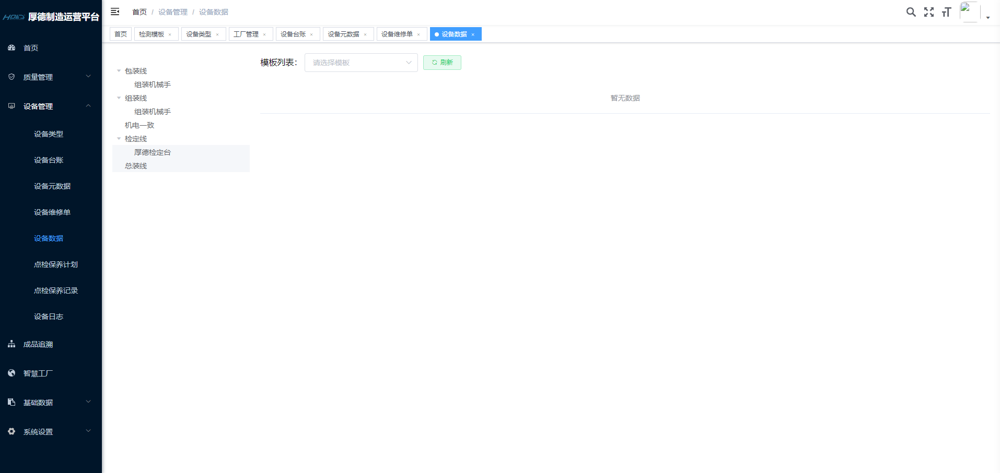 HOLD 厚德制造运营平台
首页 / 设备管理 / 设备数据
首页 检测模板 × 设备类型 × 工厂管理 × 设备台账 × 设备元数据 × 设备维修单 × 设备数据 ×
首页
质量管理
设备管理
设备类型
设备台账
设备元数据
设备维修单
设备数据
点检保养计划
点检保养记录
设备日志
成品追溯
智慧工厂
基础数据
系统设置
包装线
组装机械手
组装线
组装机械手
机电一致
检定线
厚德检定台
总装线
模板列表： 请选择模板 刷新
暂无数据